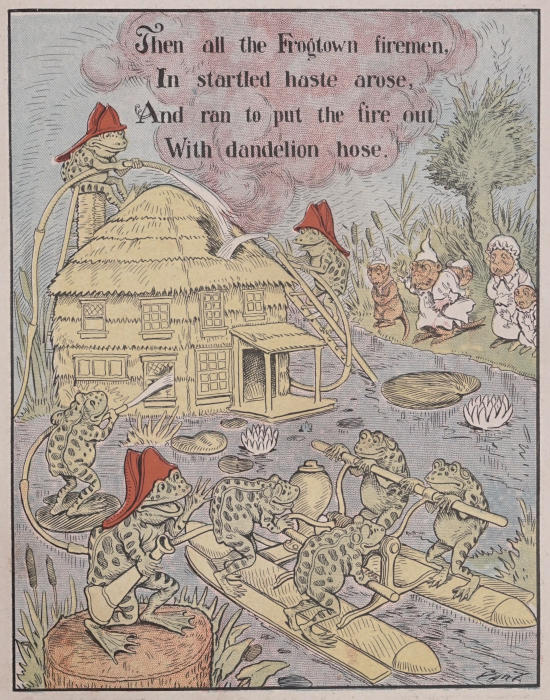 Then all the Frogtown firemen,
In startled haste arose,
And ran to put the fire out
With dandelion hose.